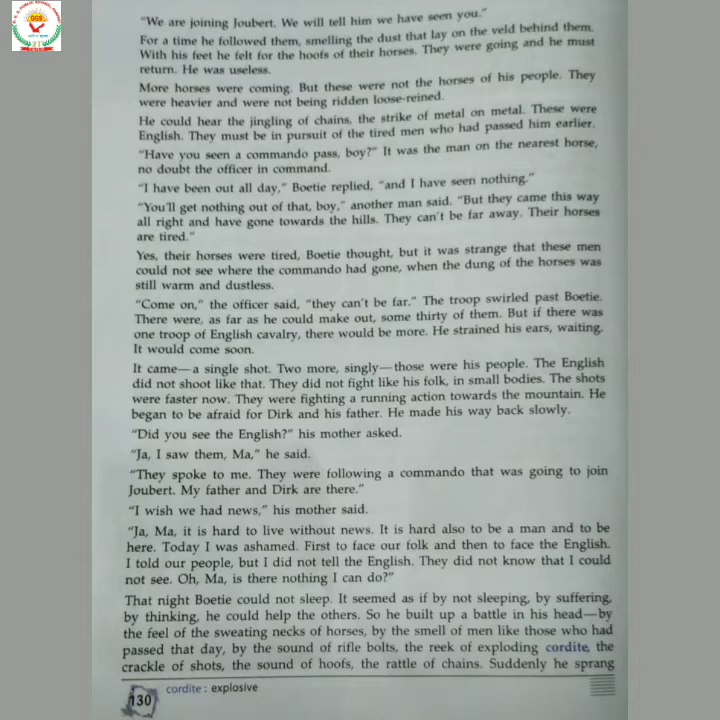 GGS
"We are joining Joubert. We will tell him we have seen you."
For a time he followed them, smelling the dust that lay on the veld behind them.
With his feet he felt for the hoofs of their horses. They were going and he must
return. He was useless.
More horses were coming. But these were not the horses of his people. They
were heavier and were not being ridden loose-reined.
He could hear the jingling of chains, the strike of metal on metal. These were
English. They must be in pursuit of the tired men who had passed him earlier.
"Have you seen a commando pass, boy?" It was the man on the nearest horse,
no doubt the officer in command.
"I have been out all day," Boetie replied, "and I have seen nothing."
"You'll get nothing out of that, boy," another man said. "But they came this way
all right and have gone towards the hills. They can't be far away. Their horses
are tired."
Yes, their horses were tired, Boetie thought, but it was strange that these men
could not see where the commando had gone, when the dung of the horses was
still warm and dustless.
"Come on," the officer said, "they can't be far." The troop swirled past Boetie.
There were, as far as he could make out, some thirty of them. But if there was
one troop of English cavalry, there would be more. He strained his ears, waiting.
It would come soon.
It came—a single shot. Two more, singly—those were his people. The English
did not shoot like that. They did not fight like his folk, in small bodies. The shots
were faster now. They were fighting a running action towards the mountain. He
began to be afraid for Dirk and his father. He made his way back slowly.
"Did you see the English?" his mother asked.
"Ja, I saw them, Ma," he said.
"They spoke to me. They were following a commando that was going to join
Joubert. My father and Dirk are there."
"I wish we had news," his mother said.
"Ja, Ma, it is hard to live without news. It is hard also to be a man and to be
here. Today I was ashamed. First to face our folk and then to face the English.
I told our people, but I did not tell the English. They did not know that I could
not see. Oh, Ma, is there nothing I can do?"
That night Boetie could not sleep. It seemed as if by not sleeping, by suffering,
by thinking, he could help the others. So he built up a battle in his head—by
the feel of the sweating necks of horses, by the smell of men like those who had
passed that day, by the sound of rifle bolts, the reek of exploding cordite, the
crackle of shots, the sound of hoofs, the rattle of chains. Suddenly he sprang
cordite : explosive
130